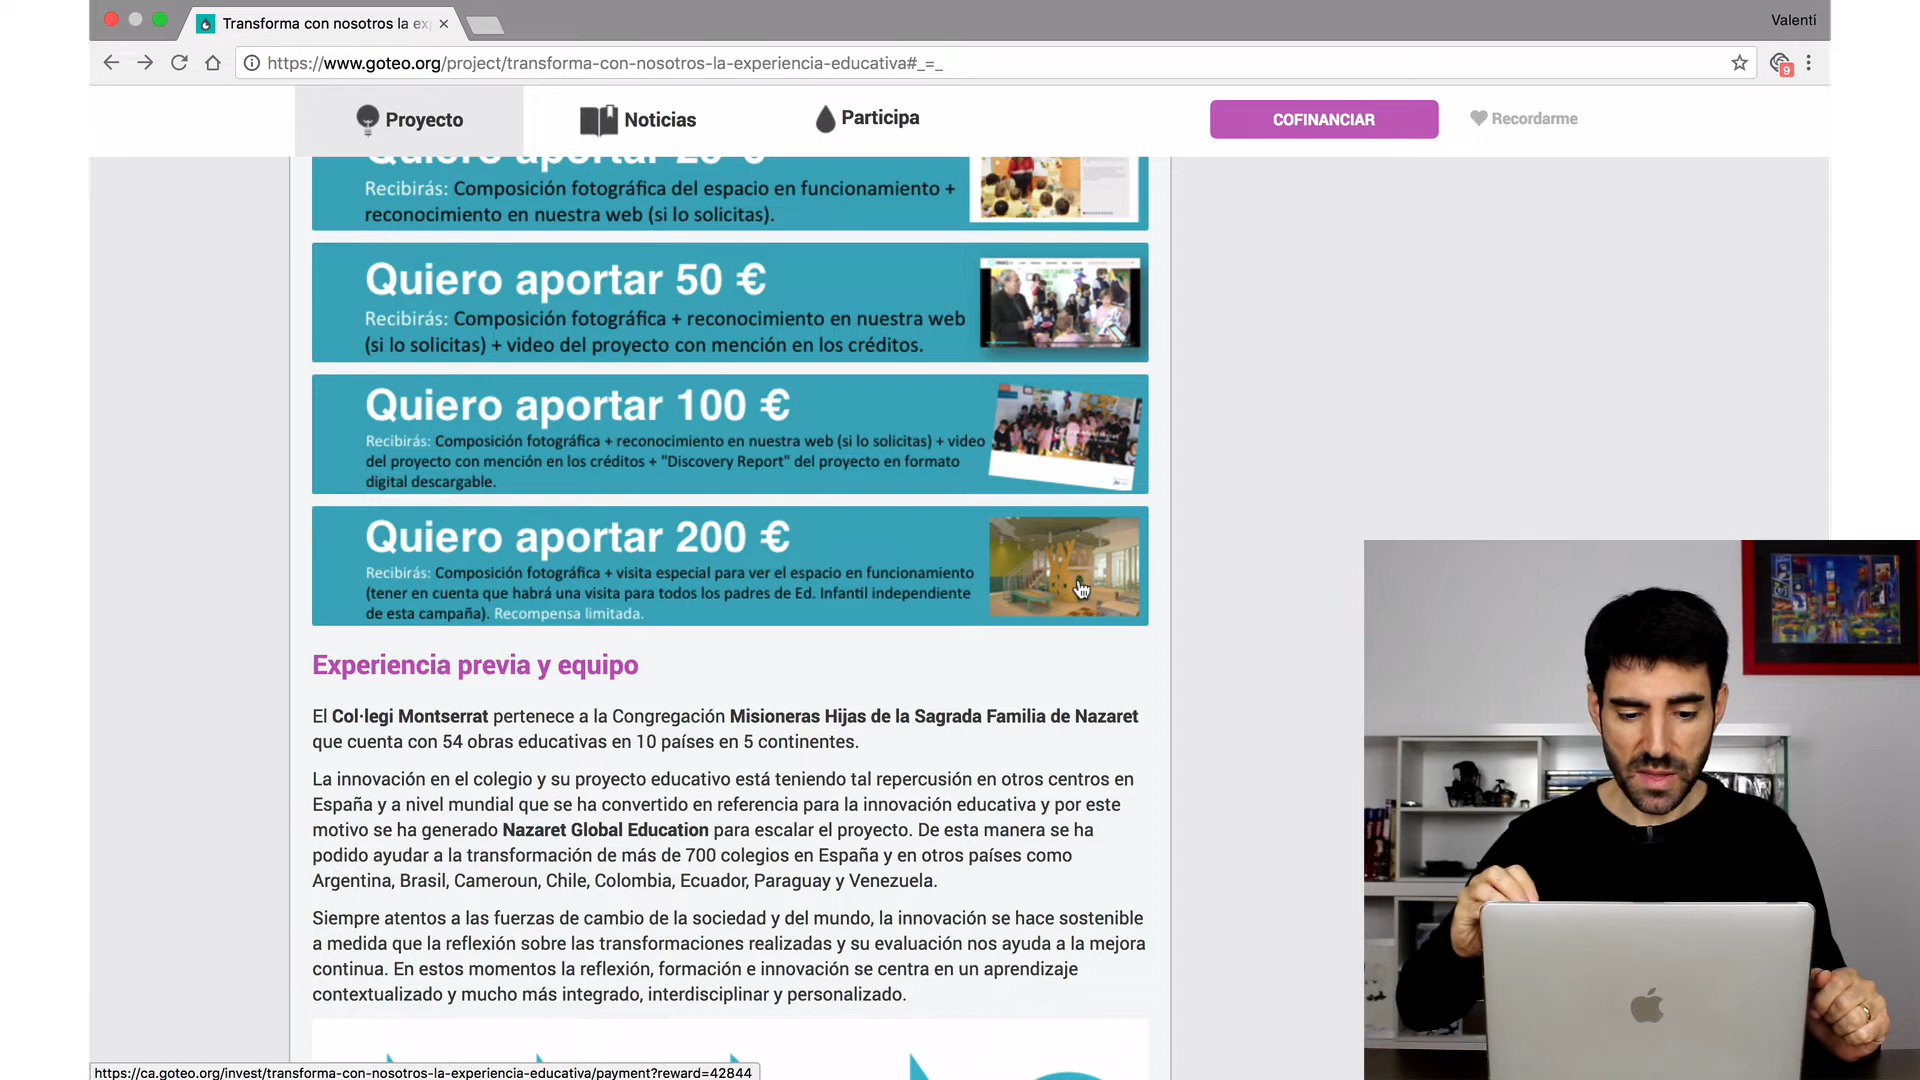 Transforma con nosotros la ex
Valentí
https://www.goteo.org/project/transforma-con-nosotros-la-experiencia-educativa#_=_
9
Proyecto
Noticias
Participa
COFINANCIAR
Recordarme
Quiero aportar
€
Recibirás: Composición fotográfica del espacio en funcionamiento +
reconocimiento en nuestra web (si lo solicitas).
Quiero aportar 50 €
Recibirás: Composición fotográfica + reconocimiento en nuestra web
(si lo solicitas) + video del proyecto con mención en los créditos.
Quiero aportar 100 €
Recibirás: Composición fotográfica + reconocimiento en nuestra web (si lo solicitas) + video
del proyecto con mención en los créditos + "Discovery Report" del proyecto en formato
digital descargable.
Quiero aportar 200 €
Recibirás: Composición fotográfica + visita especial para ver el espacio en funcionamiento
(tener en cuenta que habrá una visita para todos los padres de Ed. Infantil independiente
de esta campaña). Recompensa limitada.
Experiencia previa y equipo
El Col·legi Montserrat pertenece a la Congregación Misioneras Hijas de la Sagrada Familia de Nazaret
que cuenta con 54 obras educativas en 10 países en 5 continentes.
La innovación en el colegio y su proyecto educativo está teniendo tal repercusión en otros centros en
España y a nivel mundial que se ha convertido en referencia para la innovación educativa y por este
motivo se ha generado Nazaret Global Education para escalar el proyecto. De esta manera se ha
podido ayudar a la transformación de más de 700 colegios en España y en otros países como
Argentina, Brasil, Cameroun, Chile, Colombia, Ecuador, Paraguay y Venezuela.
Siempre atentos a las fuerzas de cambio de la sociedad y del mundo, la innovación se hace sostenible
a medida que la reflexión sobre las transformaciones realizadas y su evaluación nos ayuda a la mejora
continua. En estos momentos la reflexión, formación e innovación se centra en un aprendizaje
contextualizado y mucho más integrado, interdisciplinar y personalizado.
https://ca.goteo.org/invest/transforma-con-nosotros-la-experiencia-educativa/payment?reward=42844